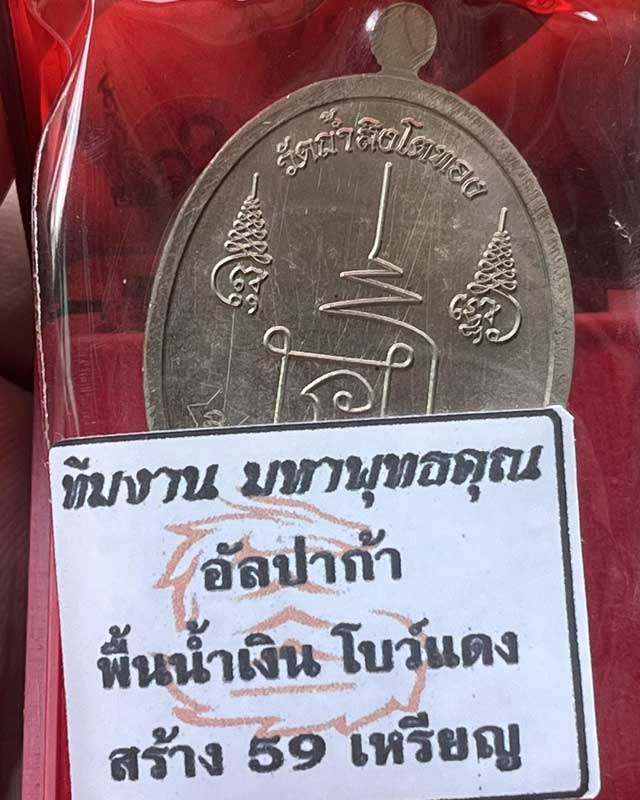 วัดถ้ำสิงโตทอง
ทีมงาน มหาพุทธคุณ
อัลปาก้า
พื้นน้ำเงิน โบว์แดง
สร้าง 59 เหรียญ